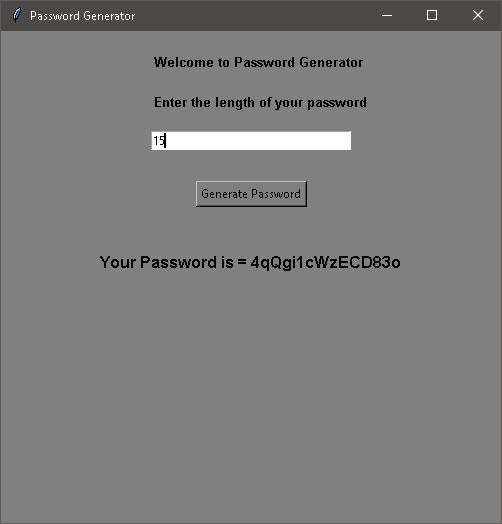 Password Generator
Welcome to Password Generator
Enter the length of your password
15
Generate Password
Your Password is = 4qQgi1cWzECD83o